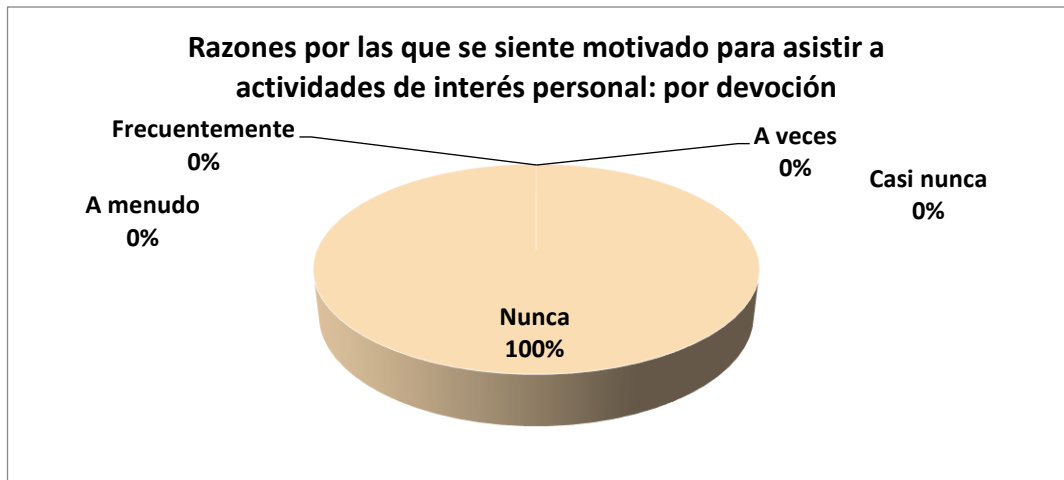 Razones por las que se siente motivado para asistir a
actividades de interés personal: por devoción
Frecuentemente
0%
A veces
0%
Casi nunca
0%
A menudo
0%
Nunca
100%